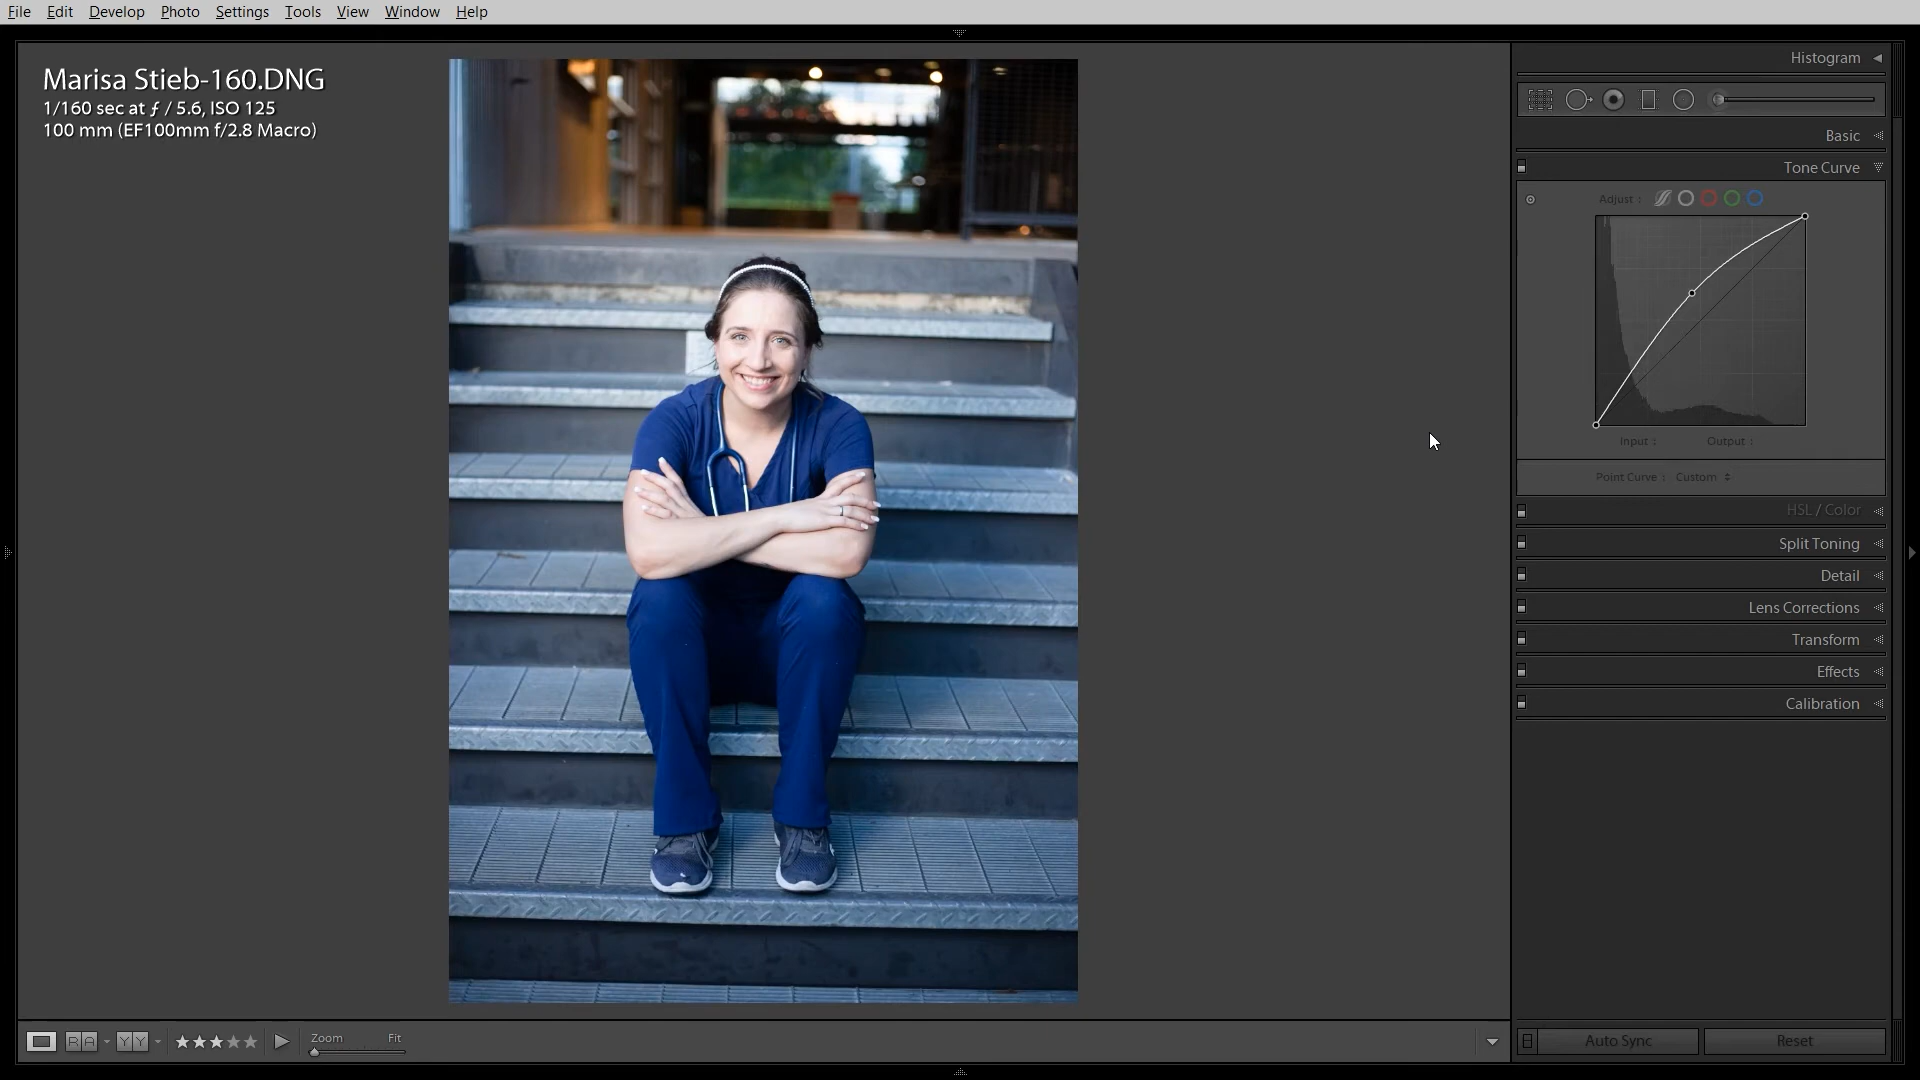 File Edit Develop Photo Settings Tools View Window Help
Marisa Stieb-160.DNG
1/160 sec at ƒ / 5.6, ISO 125
100 mm (EF100mm f/2.8 Macro)
Histogram
Basic
Tone Curve
Adjust :
Input : Output :
Point Curve : Custom
HSL / Color
Split Toning
Detail
Lens Corrections
Transform
Effects
Calibration
R A Y Y Zoom Fit
Auto Sync Reset